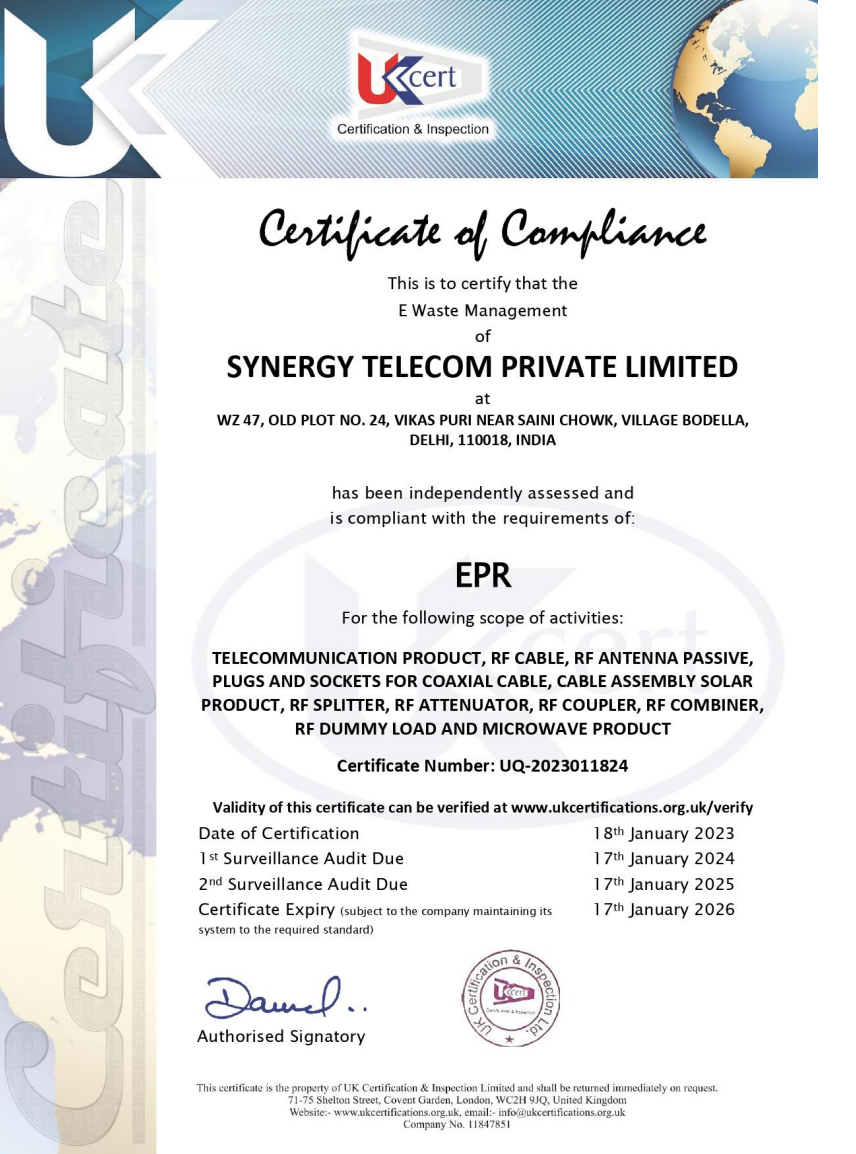 UK
UKcert
Certification & Inspection
Certificate
Certificate of Compliance
This is to certify that the
E Waste Management
of
SYNERGY TELECOM PRIVATE LIMITED
at
WZ 47, OLD PLOT NO. 24, VIKAS PURI NEAR SAINI CHOWK, VILLAGE BODELLA,
DELHI, 110018, INDIA
has been independently assessed and
is compliant with the requirements of:
EPR
For the following scope of activities:
TELECOMMUNICATION PRODUCT, RF CABLE, RF ANTENNA PASSIVE,
PLUGS AND SOCKETS FOR COAXIAL CABLE, CABLE ASSEMBLY SOLAR
PRODUCT, RF SPLITTER, RF ATTENUATOR, RF COUPLER, RF COMBINER,
RF DUMMY LOAD AND MICROWAVE PRODUCT
Certificate Number: UQ-2023011824
Validity of this certificate can be verified at www.ukcertifications.org.uk/verify
Date of Certification 18th January 2023
1st Surveillance Audit Due 17th January 2024
2nd Surveillance Audit Due 17th January 2025
Certificate Expiry (subject to the company maintaining its 17th January 2026
system to the required standard)
Authorised Signatory
UK Certification & Inspection Ltd.
UKcert
Certification & Inspection
This certificate is the property of UK Certification & Inspection Limited and shall be returned immediately on request.
71-75 Shelton Street, Covent Garden, London, WC2H 9JQ, United Kingdom
Website:- www.ukcertifications.org.uk, email:- info@ukcertifications.org.uk
Company No. 11847851